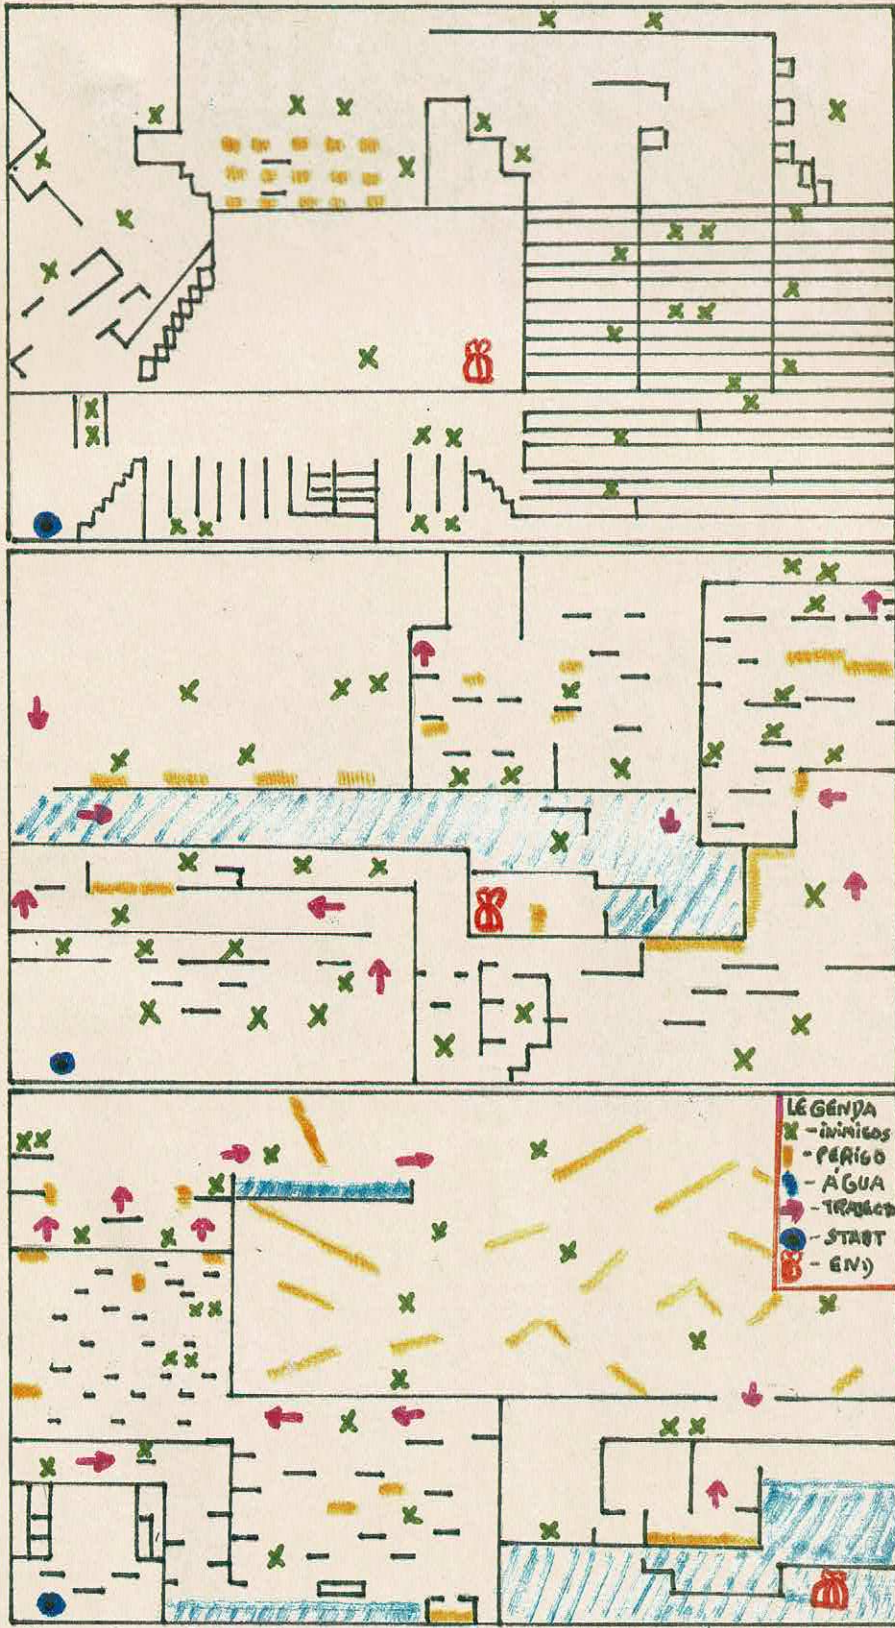 LEGENDA
- INIMIGOS
- PERIGO
- ÁGUA
- START
- END